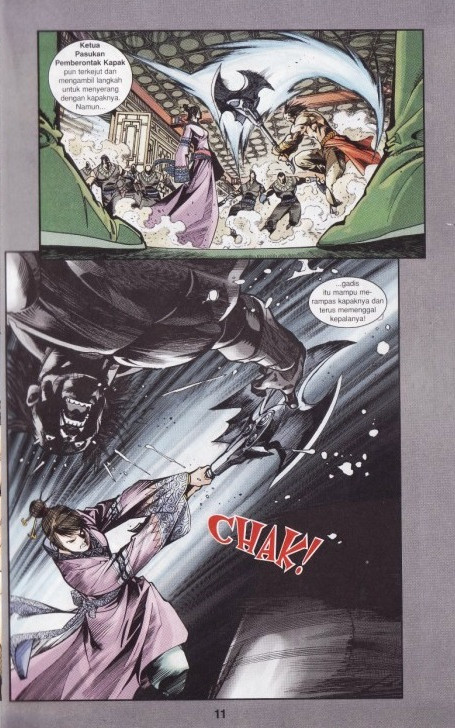 Ketua
Pasukan
Pemberontak Kapak
pun terkejut dan
mengambil langkah
untuk menyerang
dengan kapaknya.
Namun...
...gadis
itu mampu me-
rampas kapaknya dan
terus memenggal
kepalanya!
CHAK!
11